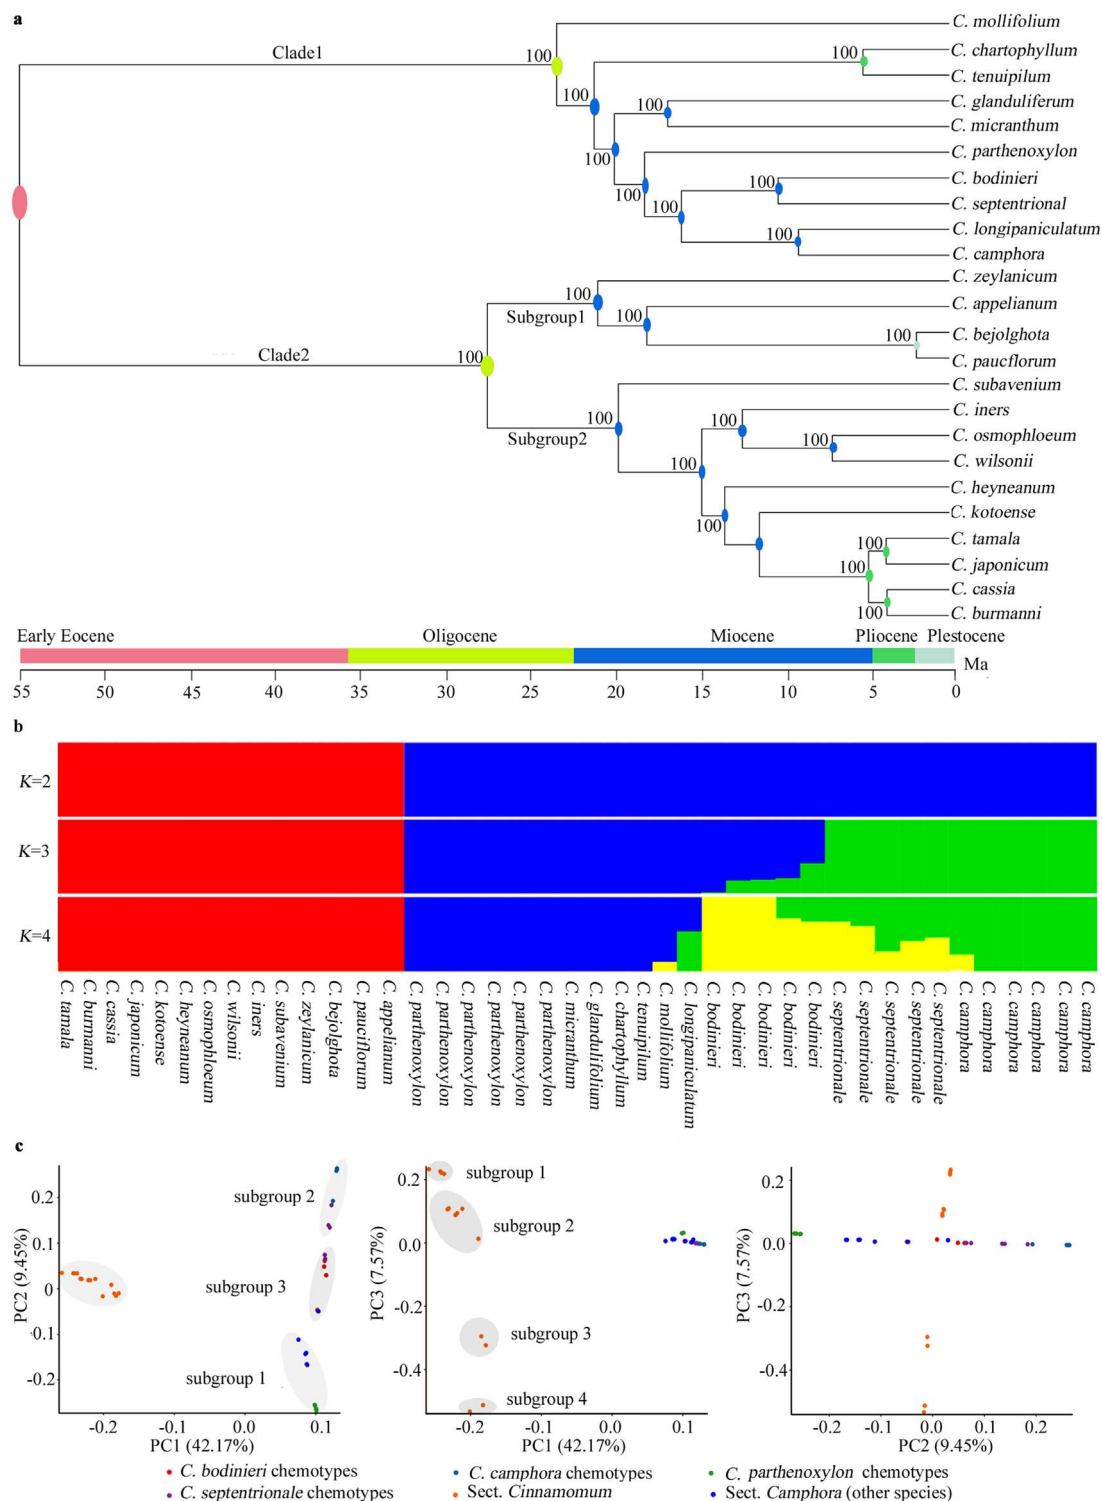 a
C. mollifolium
Clade1
100
100
C. chartophyllum
C. tenuipilum
100
100
C. glanduliferum
C. micranthum
100
C. parthenoxylon
100
C. bodinieri
100
C. septentrional
100
C. longipaniculatum
100
C. camphora
C. zeylanicum
100
Subgroup1
C. appelianum
100
C. bejolghota
100
Clade2
100
C. paucflorum
C. subavenium
C. iners
100
Subgroup2
100
C. osmophloeum
100
100
C. wilsonii
C. heyneanum
100
C. kotoense
C. tamala
100
C. japonicum
100
C. cassia
100
C. burmanni
Early Eocene Oligocene Miocene Pliocene Plestocene
Ma
55 50 45 40 35 30 25 20 15 10 5 0
b
K=2
K=3
K=4
C. tamala
C. burmanni
C. cassia
C. japonicum
C. kotoense
C. heyneanum
C. osmophloeum
C. wilsonii
C. iners
C. subavenium
C. zeylanicum
C. bejolghota
C. pauciflorum
C. appelianum
C. parthenoxylon
C. parthenoxylon
C. parthenoxylon
C. parthenoxylon
C. parthenoxylon
C. parthenoxylon
C. micranthum
C. glandulifolium
C. chartophyllum
C. tenuipilum
C. mollifolium
C. longipaniculatum
C. bodinieri
C. bodinieri
C. bodinieri
C. bodinieri
C. bodinieri
C. septentrionale
C. septentrionale
C. septentrionale
C. septentrionale
C. septentrionale
C. camphora
C. camphora
C. camphora
C. camphora
C. camphora
C. camphora
c
PC2 (9.45%)
0.2
0.1
0
-0.1
-0.2
subgroup 2
subgroup 3
subgroup 1
-0.2 -0.1 0.0 0.1
PC1 (42.17%)
PC3 (7.57%)
0.2
0.0
-0.2
-0.4
subgroup 1
subgroup 2
subgroup 3
subgroup 4
-0.2 -0.1 0.0 0.1
PC1 (42.17%)
PC3 (7.57%)
0.2
0.0
-0.2
-0.4
-0.2 -0.1 0.0 0.1 0.2
PC2 (9.45%)
C. bodinieri chemotypes
C. camphora chemotypes
C. parthenoxylon chemotypes
C. septentrionale chemotypes
Sect. Cinnamomum
Sect. Camphora (other species)